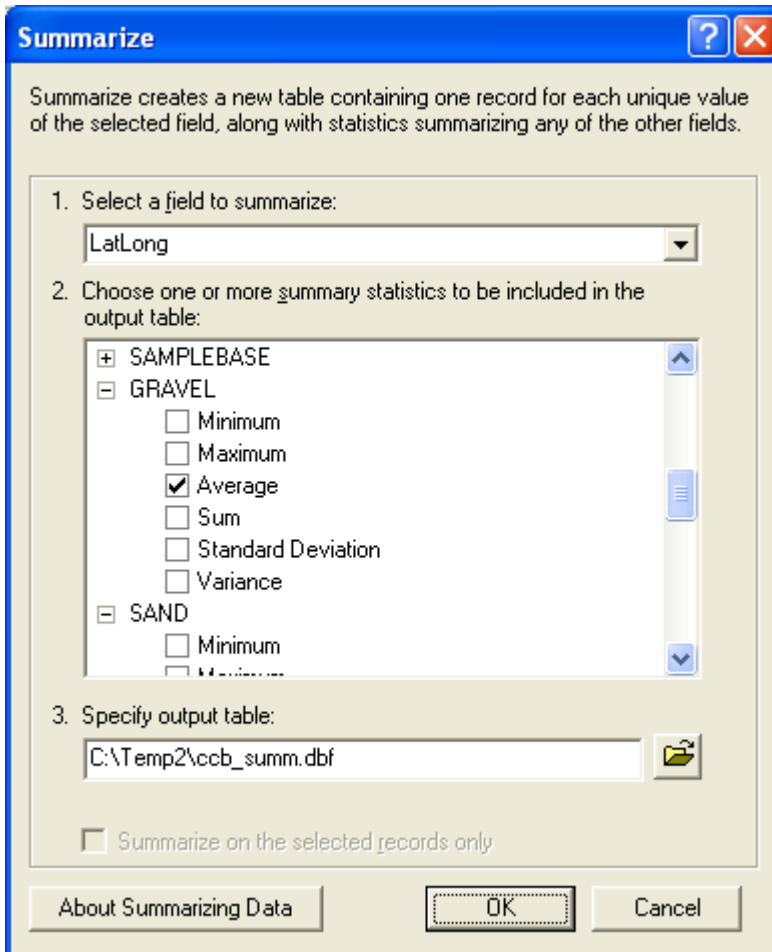 Summarize
Summarize creates a new table containing one record for each unique value
of the selected field, along with statistics summarizing any of the other fields.
1. Select a field to summarize:
LatLong
2. Choose one or more summary statistics to be included in the
output table:
SAMPLEBASE
GRAVEL
Minimum
Maximum
Average
Sum
Standard Deviation
Variance
SAND
Minimum
3. Specify output table:
C:\Temp2\ccb_summ.dbf
Summarize on the selected records only
About Summarizing Data
OK
Cancel